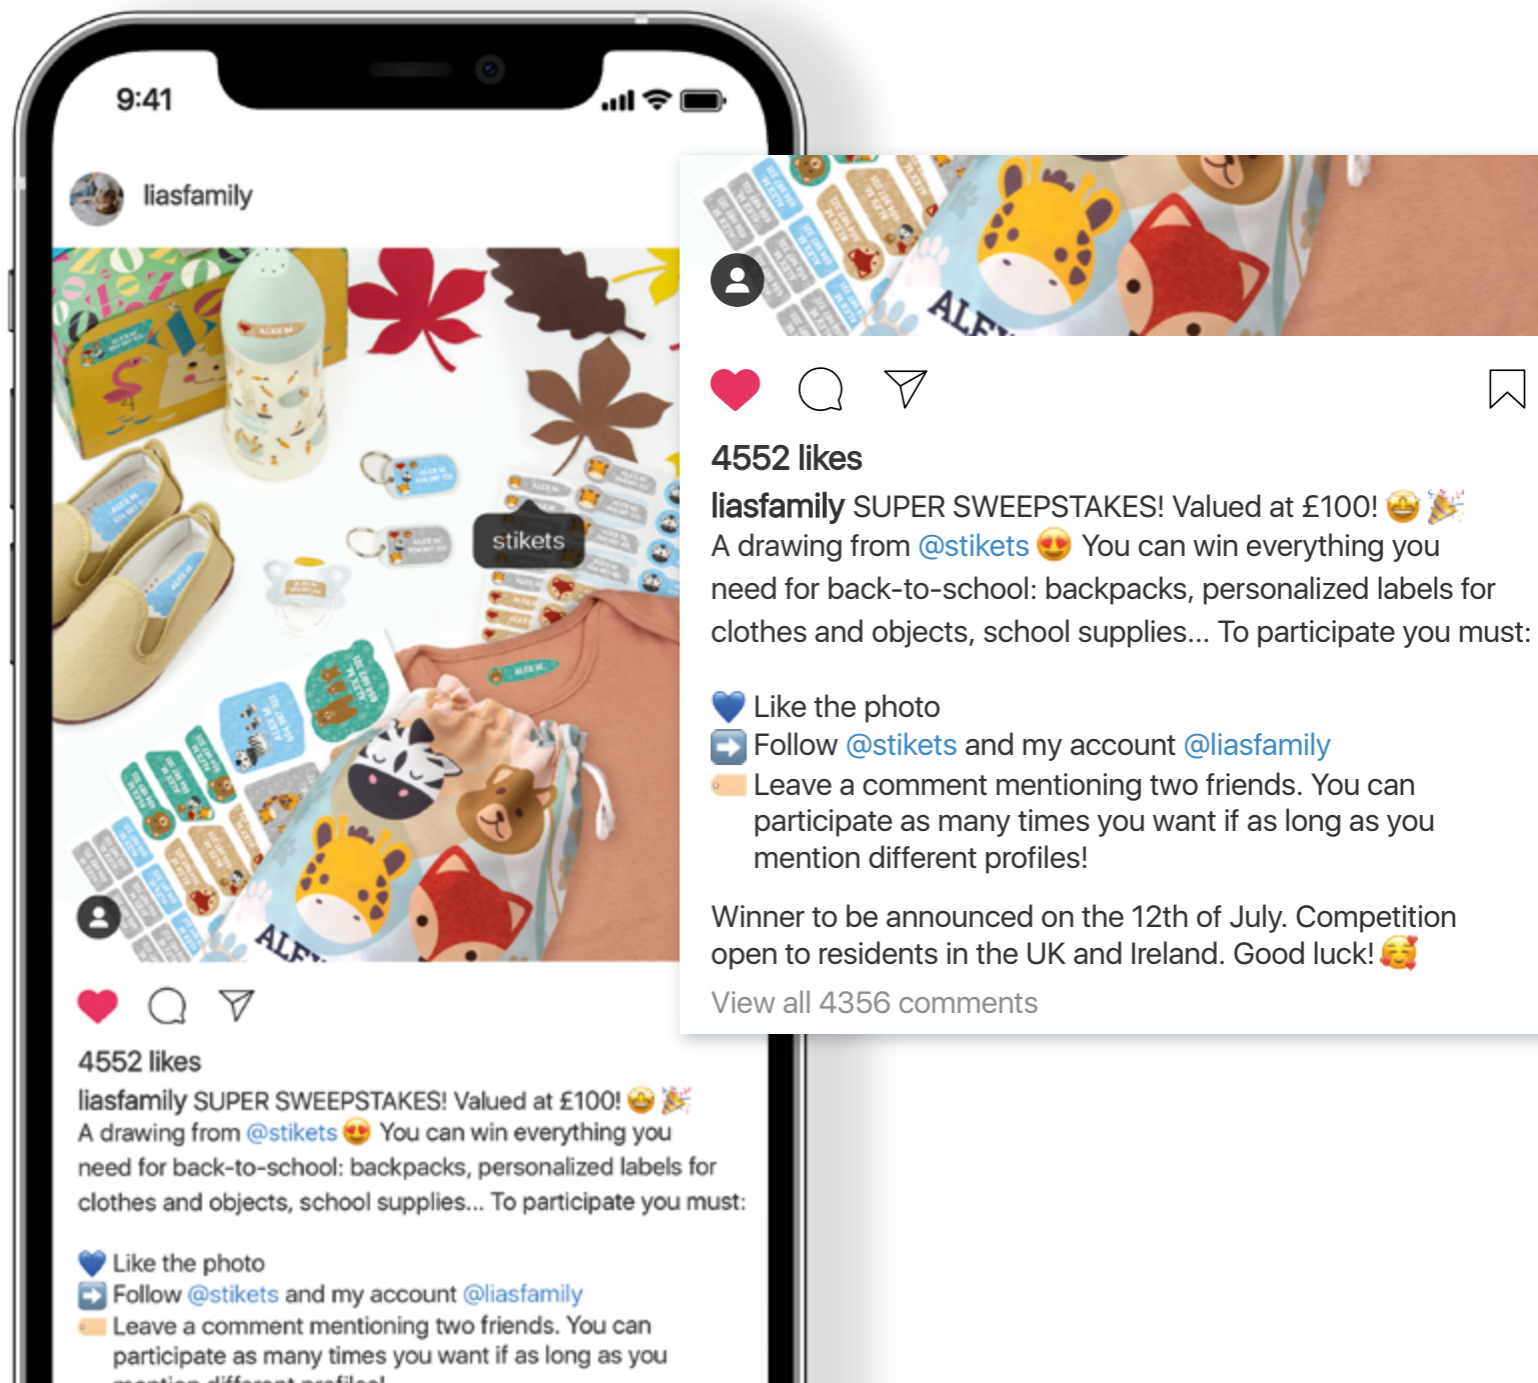 9:41
liasfamily
ALEX M.
stikets
ALEX M.
4552 likes
liasfamily SUPER SWEEPSTAKES! Valued at £100! 🤩 🎉
A drawing from @stikets 😍 You can win everything you
need for back-to-school: backpacks, personalized labels for
clothes and objects, school supplies... To participate you must:
💙 Like the photo
➡️ Follow @stikets and my account @liasfamily
🏷️ Leave a comment mentioning two friends. You can
participate as many times you want if as long as you
mention different profiles!
4552 likes
liasfamily SUPER SWEEPSTAKES! Valued at £100! 🤩 🎉
A drawing from @stikets 😍 You can win everything you
need for back-to-school: backpacks, personalized labels for
clothes and objects, school supplies... To participate you must:
💙 Like the photo
➡️ Follow @stikets and my account @liasfamily
🏷️ Leave a comment mentioning two friends. You can
participate as many times you want if as long as you
mention different profiles!
Winner to be announced on the 12th of July. Competition
open to residents in the UK and Ireland. Good luck! 🥰
View all 4356 comments